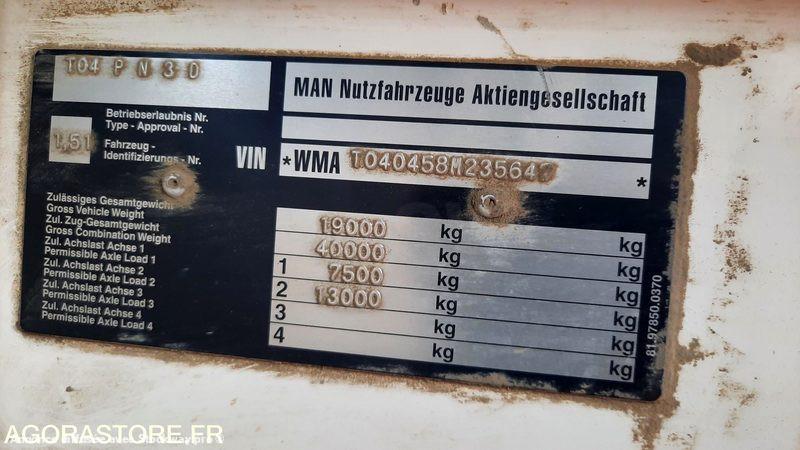 T04 P N 3 D
MAN Nutzfahrzeuge Aktiengesellschaft
Betriebserlaubnis Nr.
Type - Approval - Nr.
1,51
Fahrzeug -
Identifizierungs - Nr.
VIN *WMA T040458M235647 *
Zulässiges Gesamtgewicht
Gross Vehicle Weight
19000 kg kg
Zul. Zug-Gesamtgewicht
Gross Combination Weight
40000 kg kg
Zul. Achslast Achse 1
Permissible Axle Load 1
1 7500 kg kg
Zul. Achslast Achse 2
Permissible Axle Load 2
2 13000 kg kg
Zul. Achslast Achse 3
Permissible Axle Load 3
3 kg kg
Zul. Achslast Achse 4
Permissible Axle Load 4
4 kg kg
81.97850.0370
AGORASTORE.FR